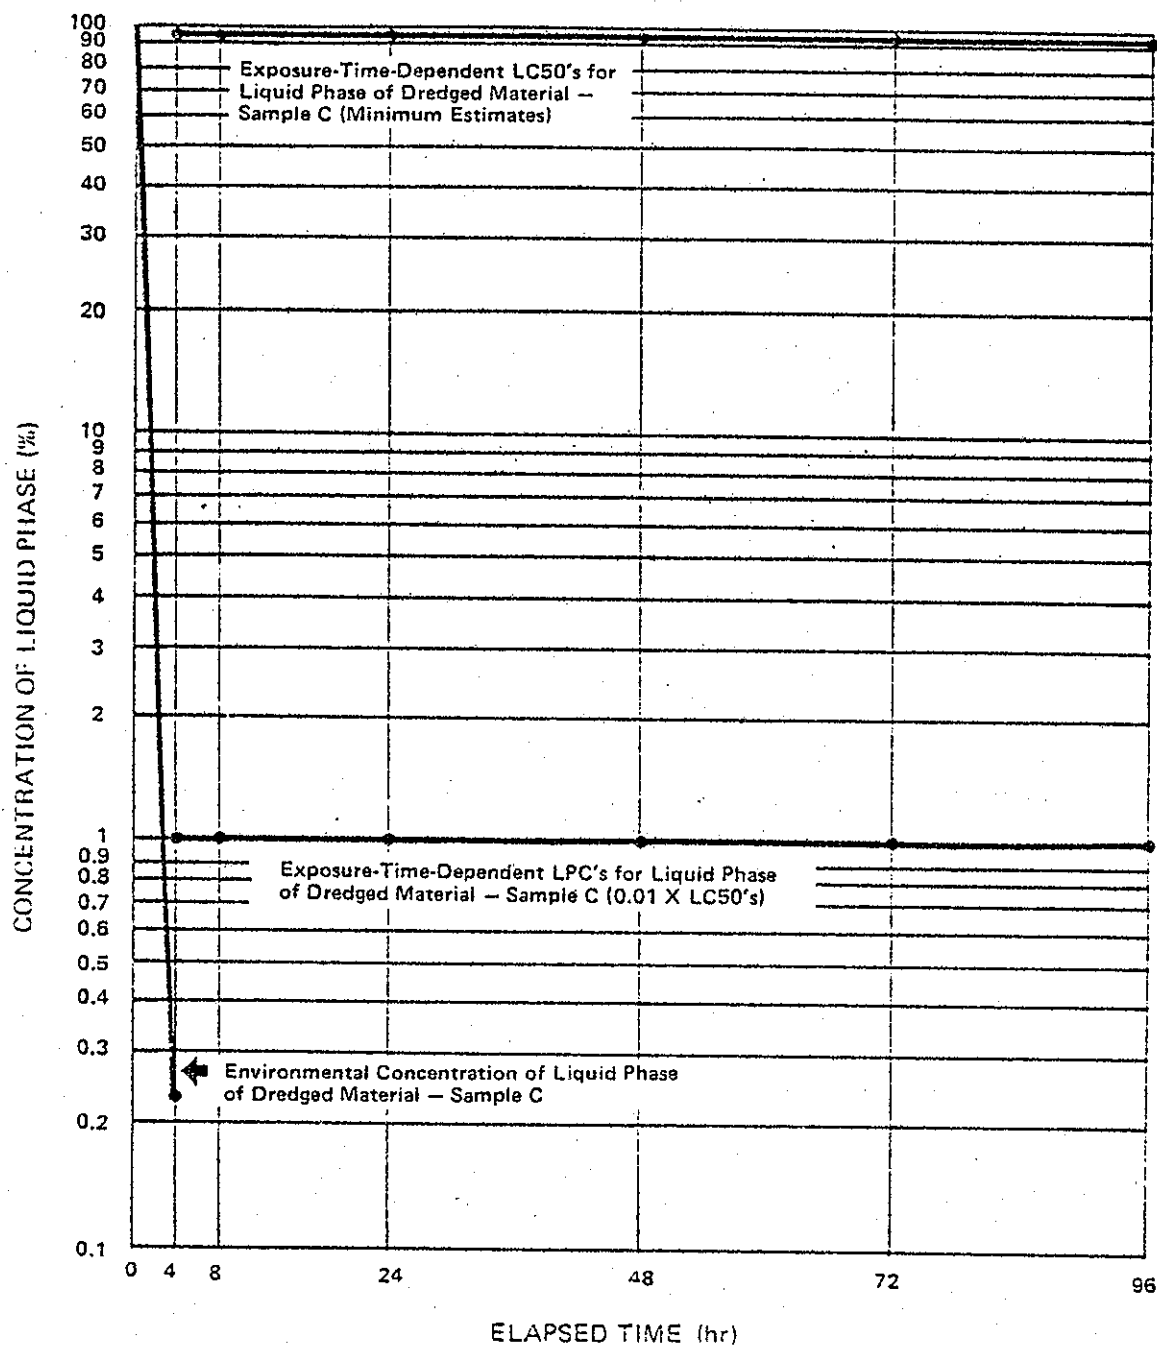 100
90
80
70
60
50
40
30
20
10
9
8
7
6
5
4
3
2
1
0.9
0.8
0.7
0.6
0.5
0.4
0.3
0.2
0.1
CONCENTRATION OF LIQUID PHASE (%)
Exposure-Time-Dependent LC50's for
Liquid Phase of Dredged Material –
Sample C (Minimum Estimates)
Exposure-Time-Dependent LPC's for Liquid Phase
of Dredged Material – Sample C (0.01 X LC50's)
Environmental Concentration of Liquid Phase
of Dredged Material – Sample C
0 4 8 24 48 72 96
ELAPSED TIME (hr)